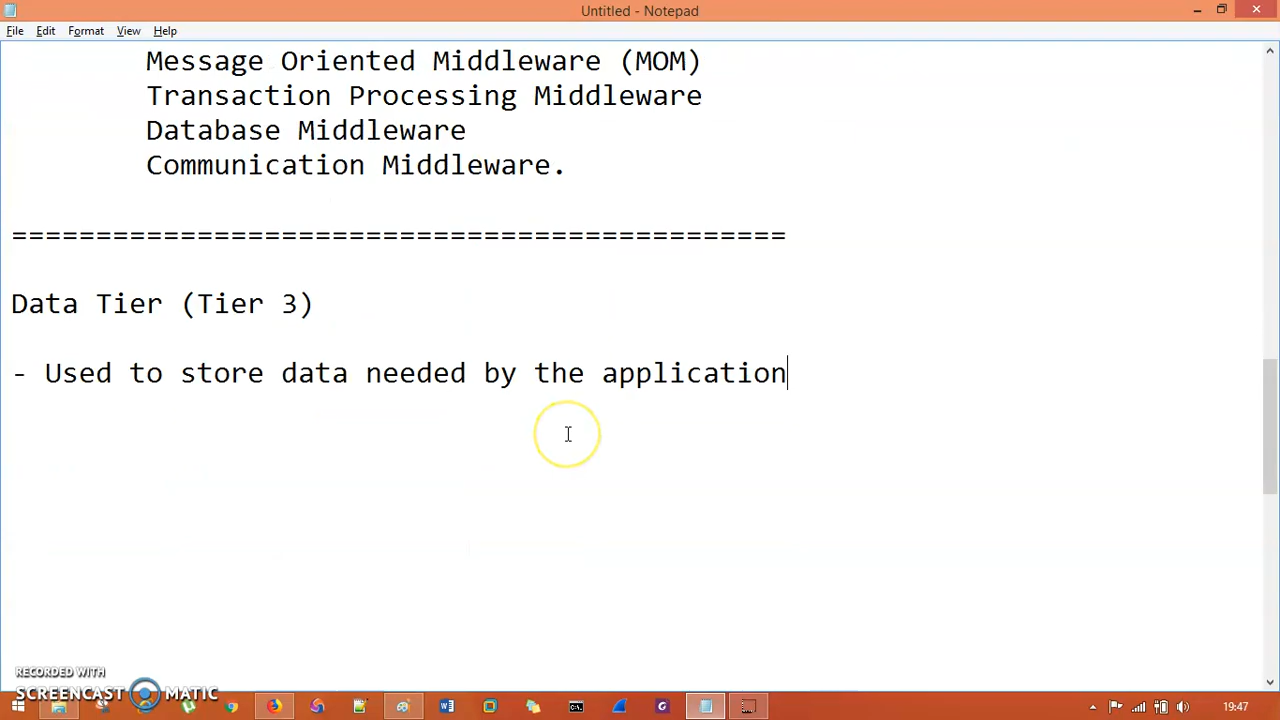 Untitled - Notepad
File Edit Format View Help
Message Oriented Middleware (MOM)
Transaction Processing Middleware
Database Middleware
Communication Middleware.
==============================================
Data Tier (Tier 3)
- Used to store data needed by the application
RECORDED WITH
SCREENCAST MATIC
19:47